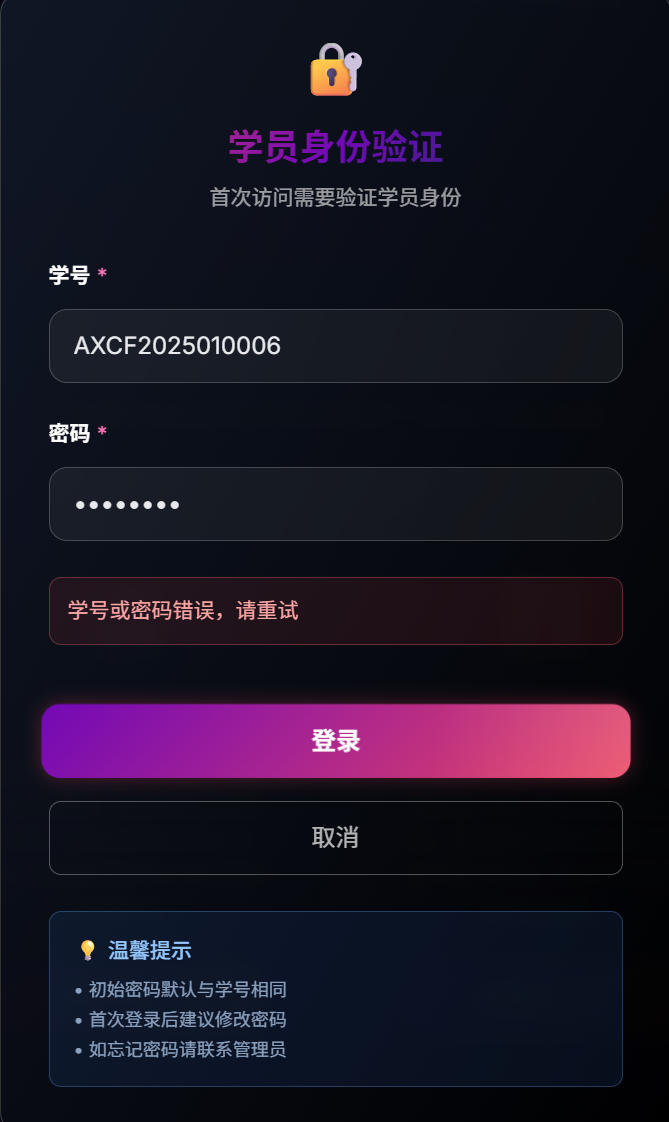 学员身份验证
首次访问需要验证学员身份
学号 *
AXCF2025010006
密码 *
••••••••
学号或密码错误，请重试
登录
取消
💡 温馨提示
• 初始密码默认与学号相同
• 首次登录后建议修改密码
• 如忘记密码请联系管理员